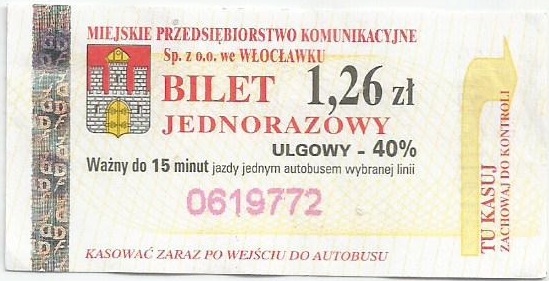 MIEJSKIE PRZEDSIĘBIORSTWO KOMUNIKACYJNE
Sp. z o.o. we WŁOCŁAWKU
BILET 1,26 zł
JEDNORAZOWY
ULGOWY - 40%
Ważny do 15 minut jazdy jednym autobusem wybranej linii
0619772
KASOWAĆ ZARAZ PO WEJŚCIU DO AUTOBUSU
TU KASUJ
ZACHOWAJ DO KONTROLI